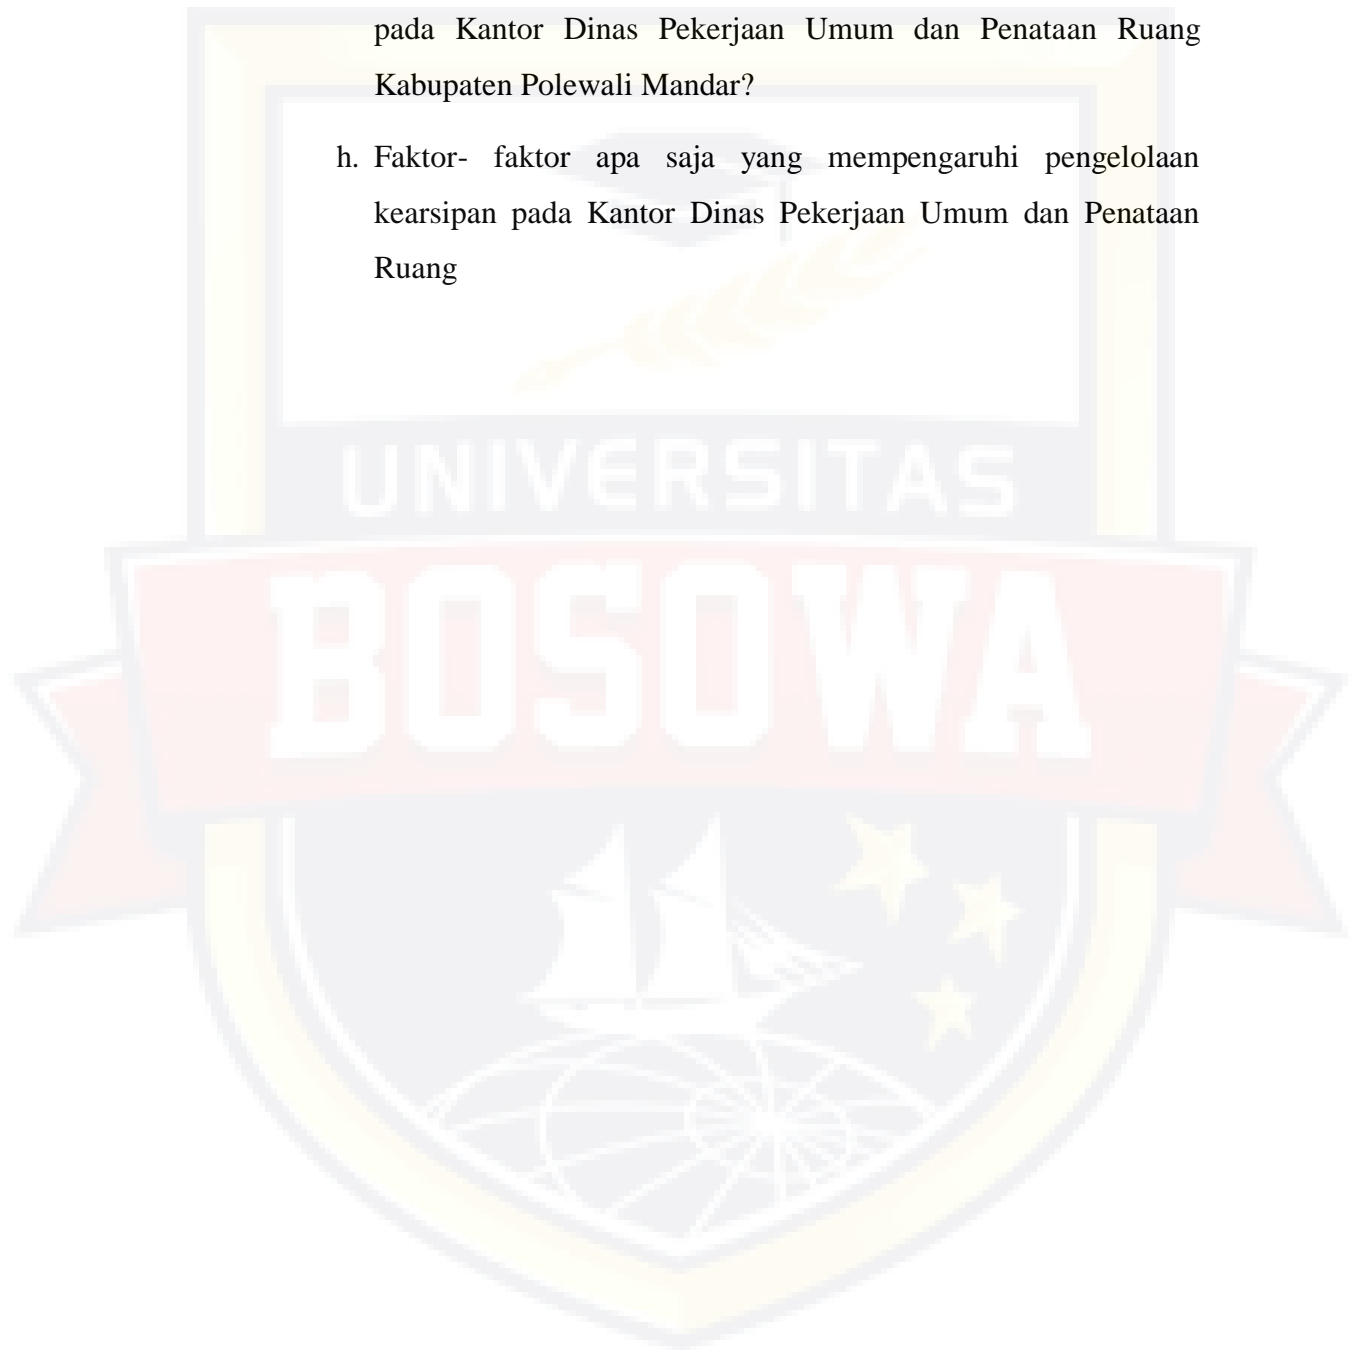 pada Kantor Dinas Pekerjaan Umum dan Penataan Ruang
Kabupaten Polewali Mandar?
h. Faktor- faktor apa saja yang mempengaruhi pengelolaan
kearsipan pada Kantor Dinas Pekerjaan Umum dan Penataan
Ruang
UNIVERSITAS
BOSOWA